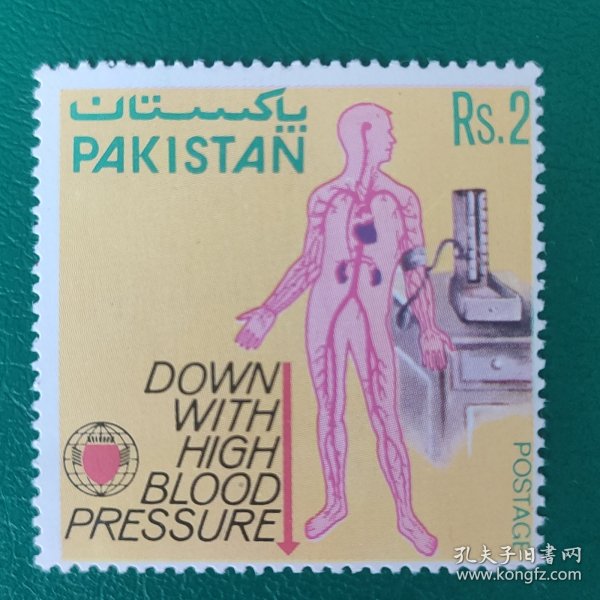 پاکستان
PAKISTAN
Rs.2
DOWN
WITH
HIGH
BLOOD
PRESSURE
POSTAGE
孔夫子旧书网
www.kongfz.com